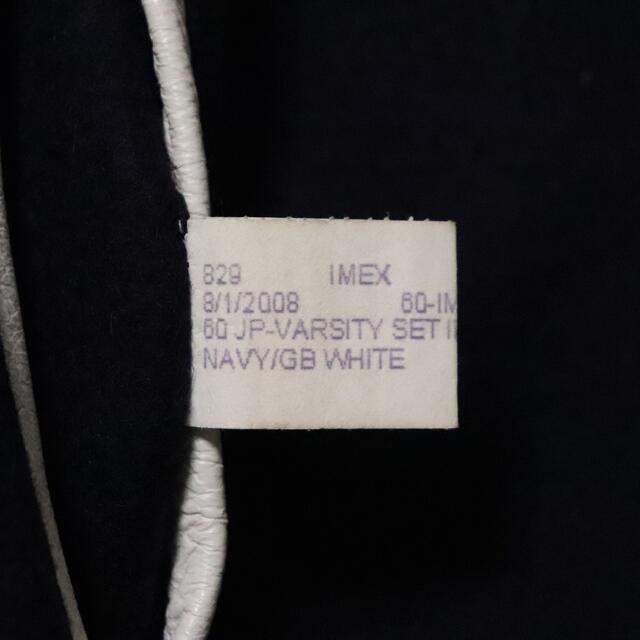 829 IMEX
8/1/2008 60-IM
60 JP-VARSITY SET I
NAVY/GB WHITE